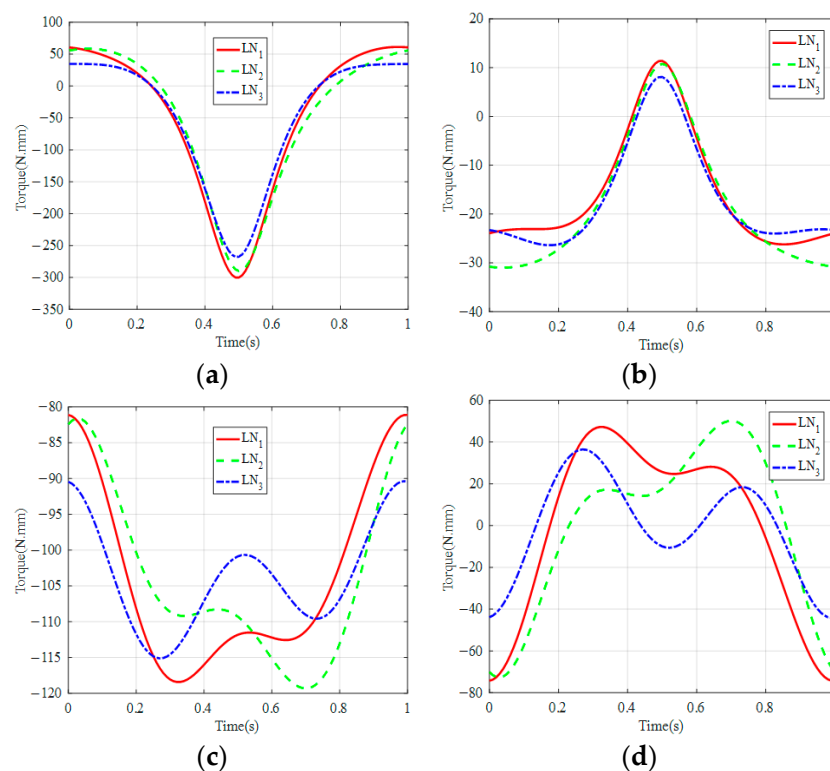 100
50
0
−50
−100
−150
−200
−250
−300
−350
Torque(N.mm)
LN1
LN2
LN3
0 0.2 0.4 0.6 0.8 1
Time(s)
(a)
20
10
0
−10
−20
−30
−40
Torque(N.mm)
LN1
LN2
LN3
0 0.2 0.4 0.6 0.8
Time(s)
(b)
−80
−85
−90
−95
−100
−105
−110
−115
−120
Torque(N.mm)
LN1
LN2
LN3
0 0.2 0.4 0.6 0.8 1
Time(s)
(c)
60
40
20
0
−20
−40
−60
−80
Torque(N.mm)
LN1
LN2
LN3
0 0.2 0.4 0.6 0.8
Time(s)
(d)